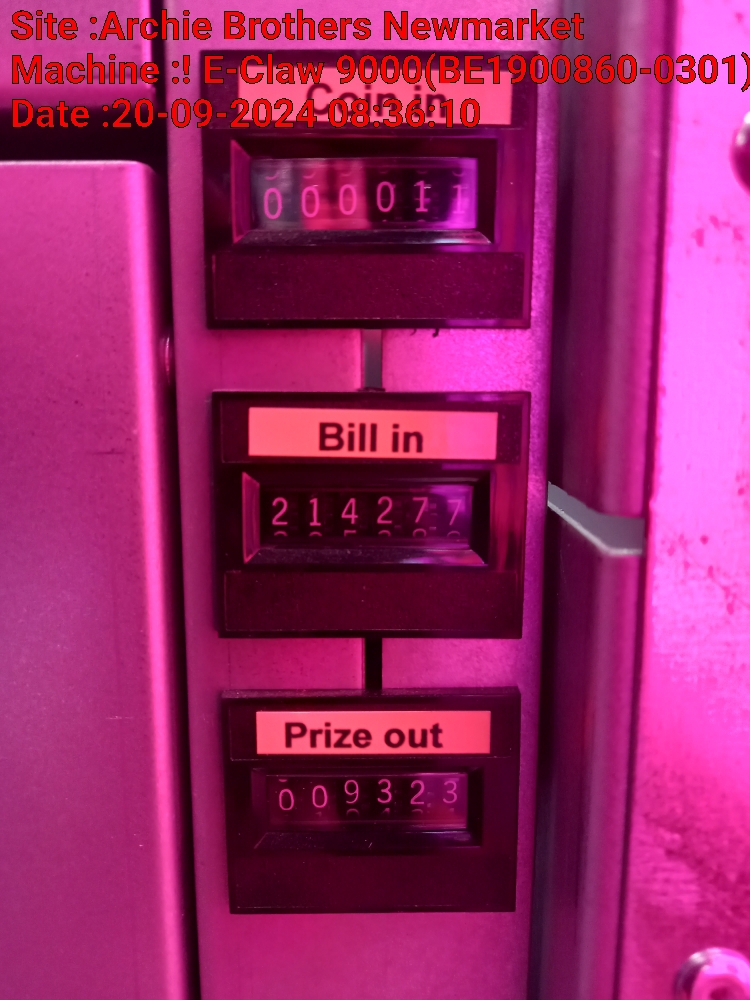 Site :Archie Brothers Newmarket
Machine :! E-Claw 9000(BE1900860-0301)
Coin in
Date :20-09-2024 08:36:10
000011
Bill in
214277
Prize out
009323